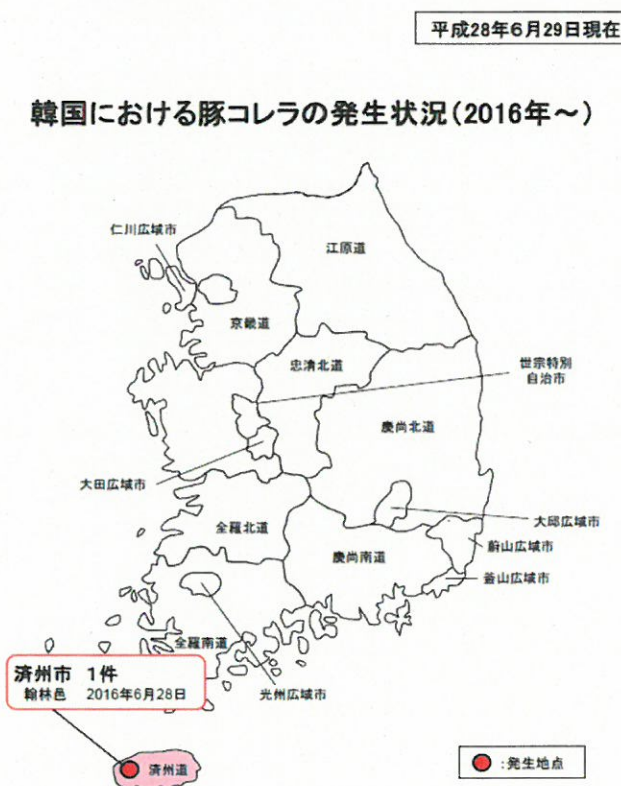 平成28年6月29日現在
韓国における豚コレラの発生状況(2016年～)
仁川広域市
江原道
京畿道
忠清北道
世宗特別
自治市
慶尚北道
大田広域市
大邱広域市
全羅北道
蔚山広域市
慶尚南道
釜山広域市
全羅南道
済州市 1件
翰林邑 2016年6月28日
光州広域市
済州道
:発生地点